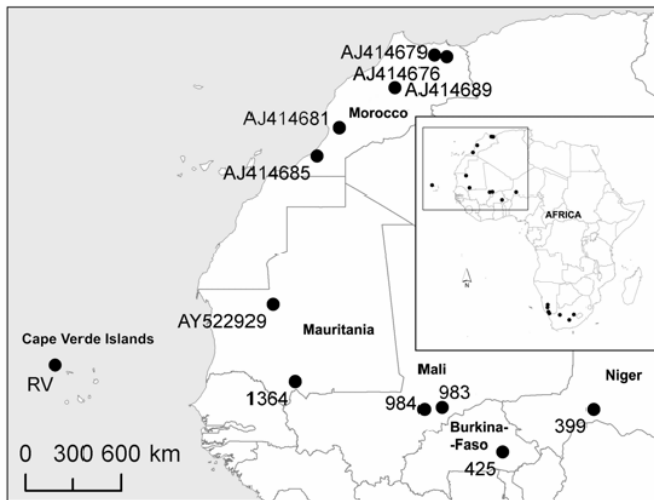 AJ414679
AJ414676
AJ414689
AJ414681
Morocco
AJ414685
AFRICA
N
AY522929
Mauritania
Cape Verde Islands
RV
Mali
Niger
1364
984
983
Burkina-
-Faso
399
425
0 300 600 km